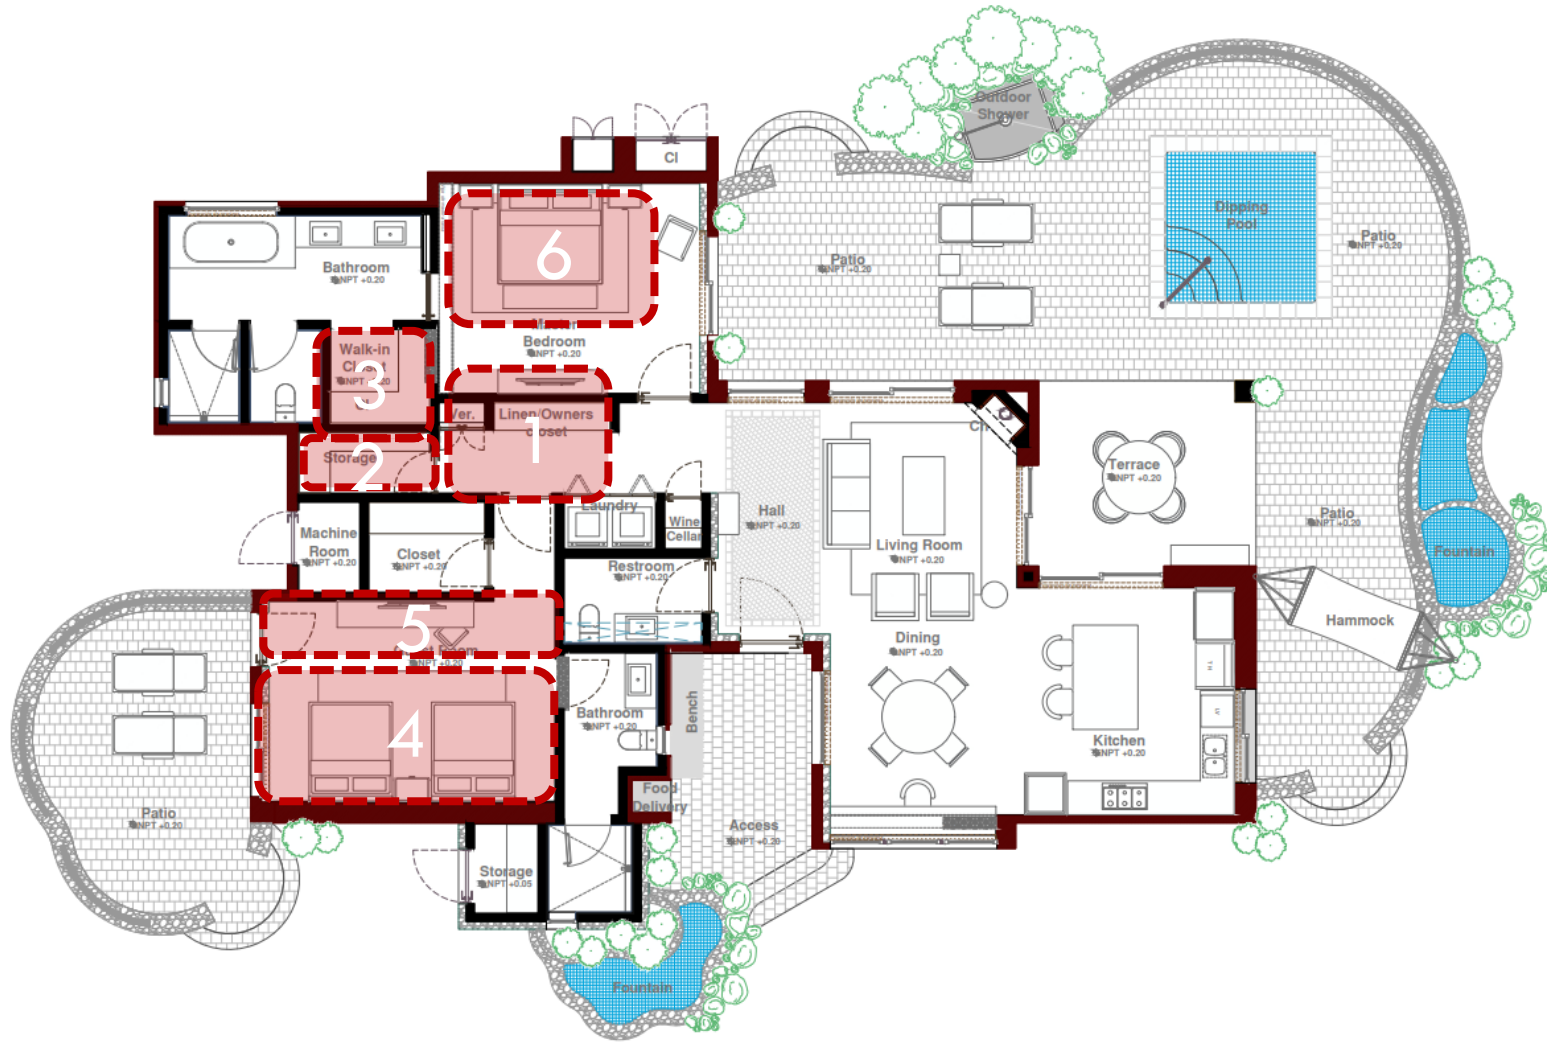 Outdoor
Shower
Cl
6
Dipping
Pool
Patio
NPT +0.20
Patio
NPT +0.20
Bathroom
NPT +0.20
Master
Bedroom
NPT +0.20
Walk-in
Closet
3
Ver.
Linen/Owners
closet
1
Storage
2
Terrace
NPT +0.20
Hall
NPT +0.20
Patio
NPT +0.20
Laundry
Wine
Cellar
Machine
Room
NPT +0.20
Closet
NPT +0.20
Living Room
NPT +0.20
Fountain
Restroom
NPT +0.20
5
NPT +0.20
Hammock
Dining
NPT +0.20
TH
LV
4
Bathroom
NPT +0.20
Bench
Kitchen
NPT +0.20
Food
Delivery
Patio
NPT +0.20
Access
NPT +0.20
Storage
NPT +0.05
Fountain